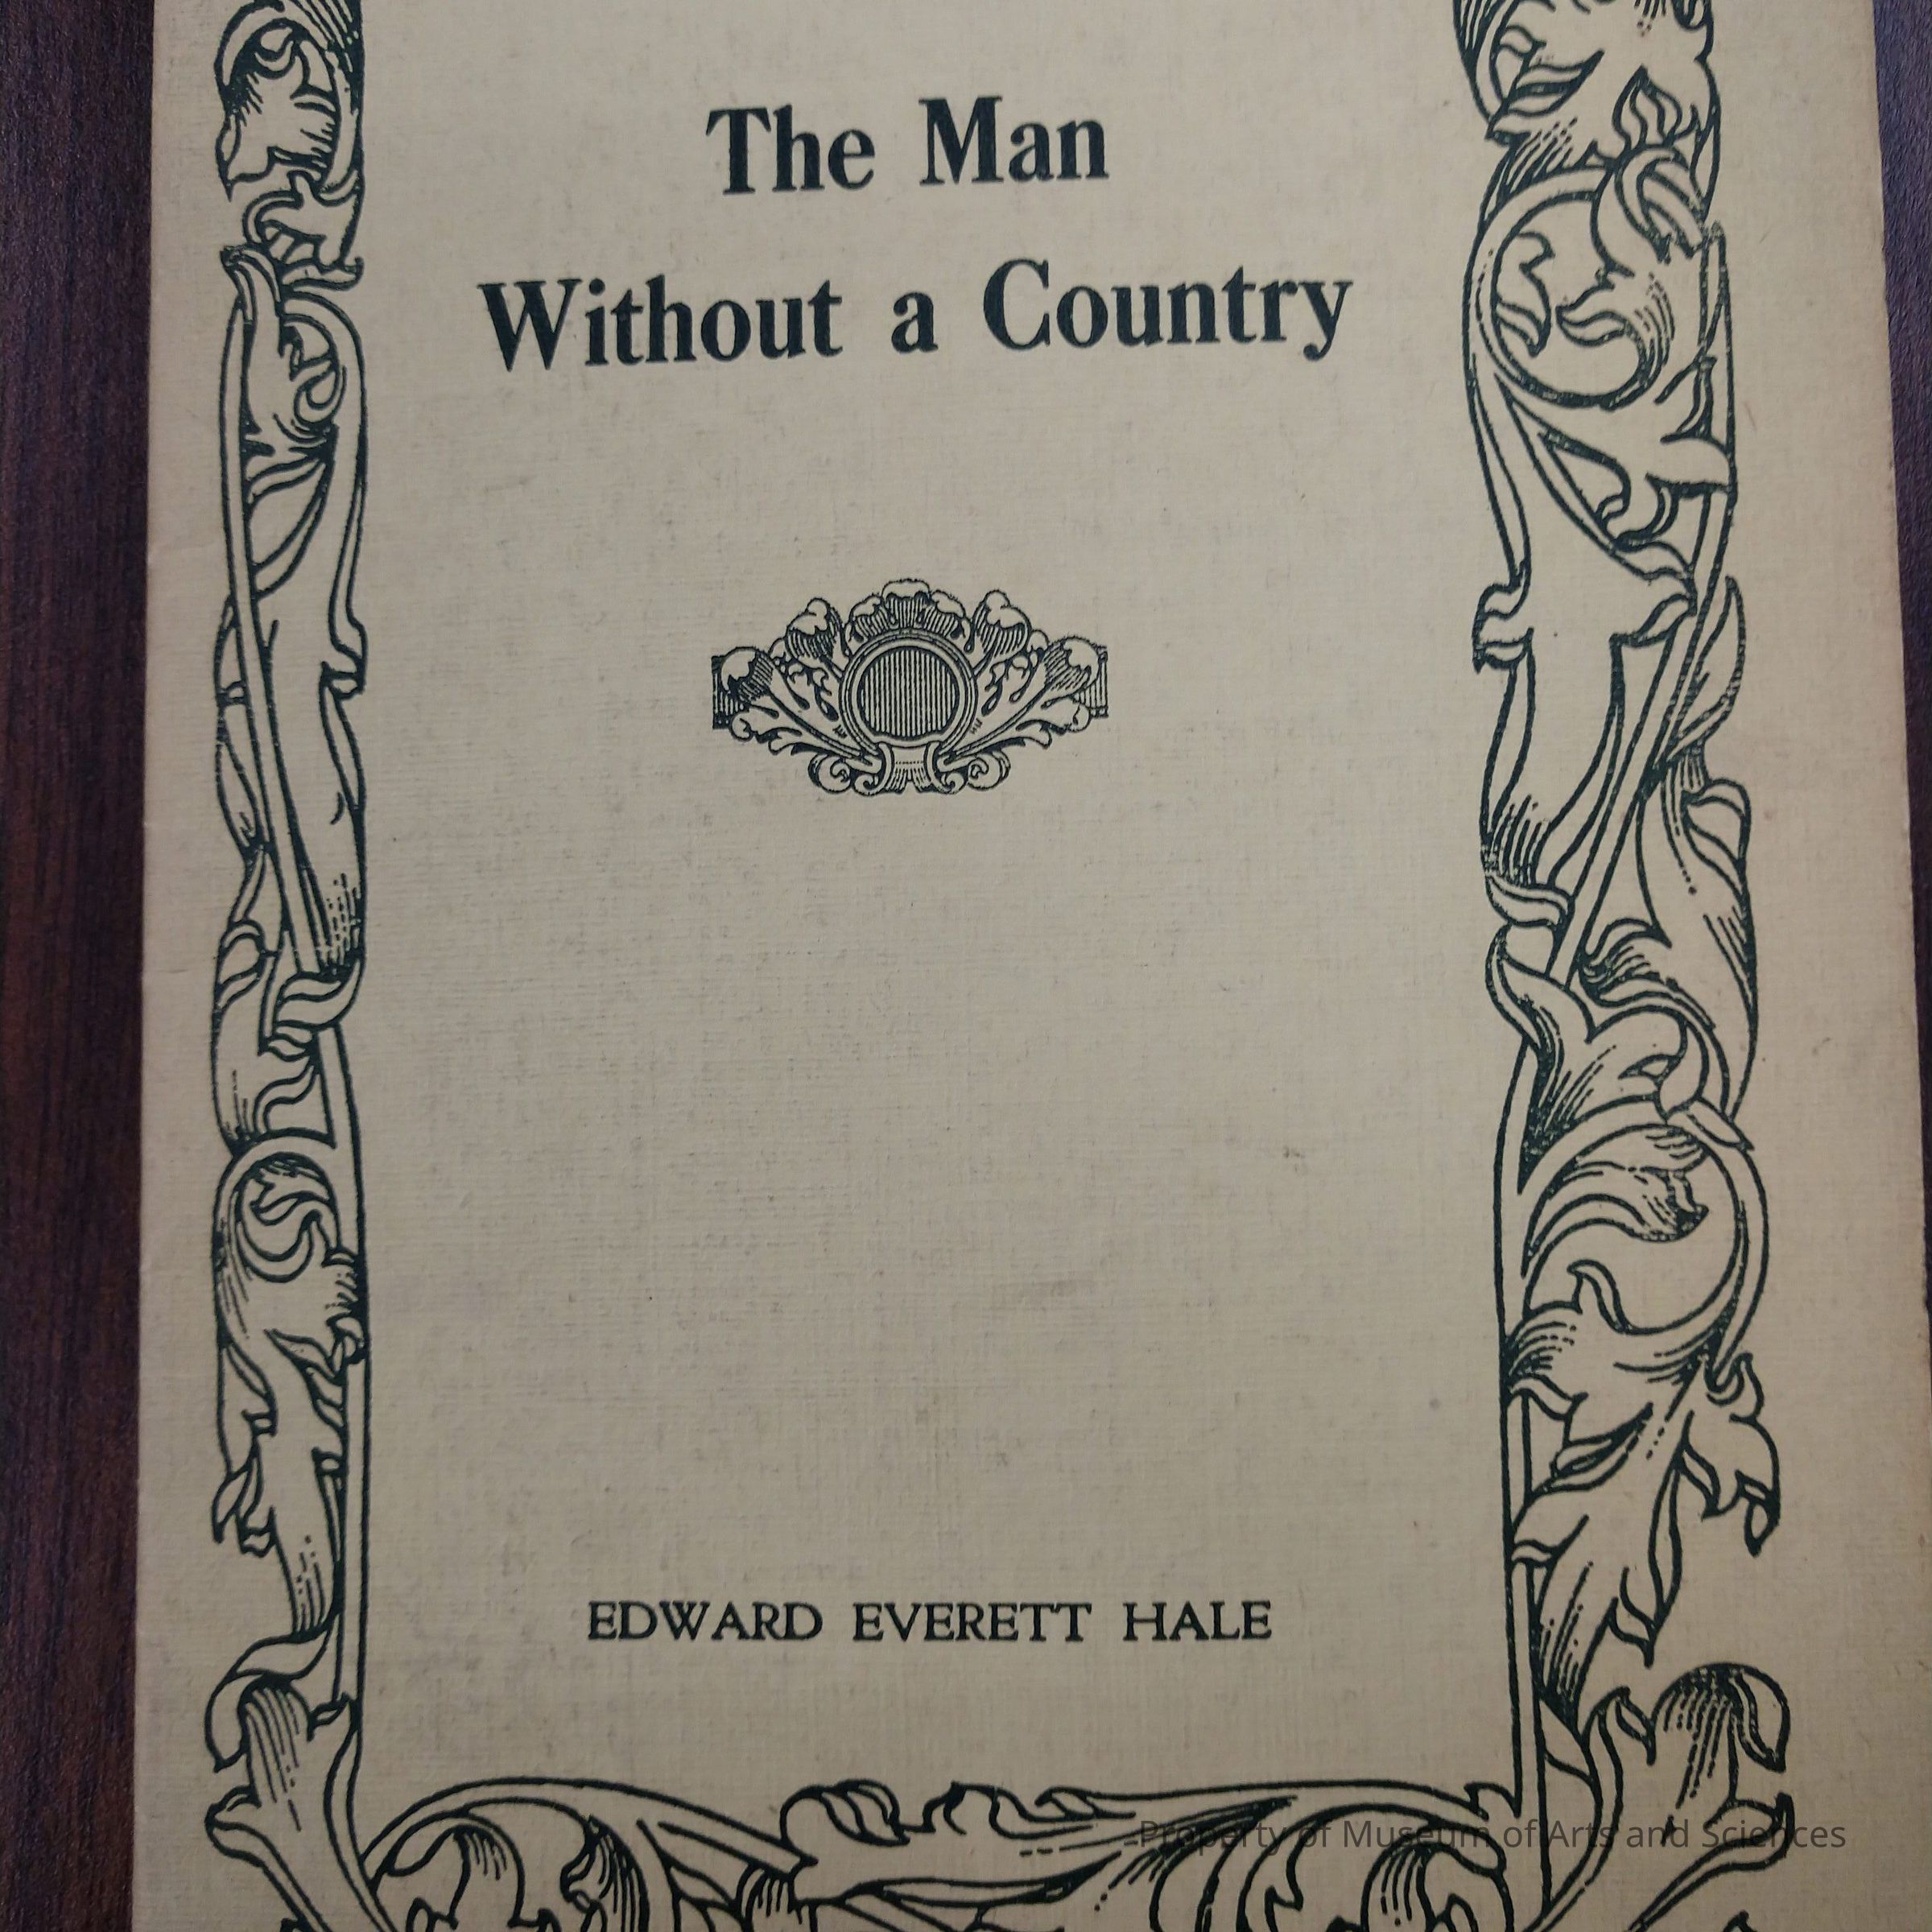 The Man
Without a Country
EDWARD EVERETT HALE
Property of Museum of Arts and Sciences